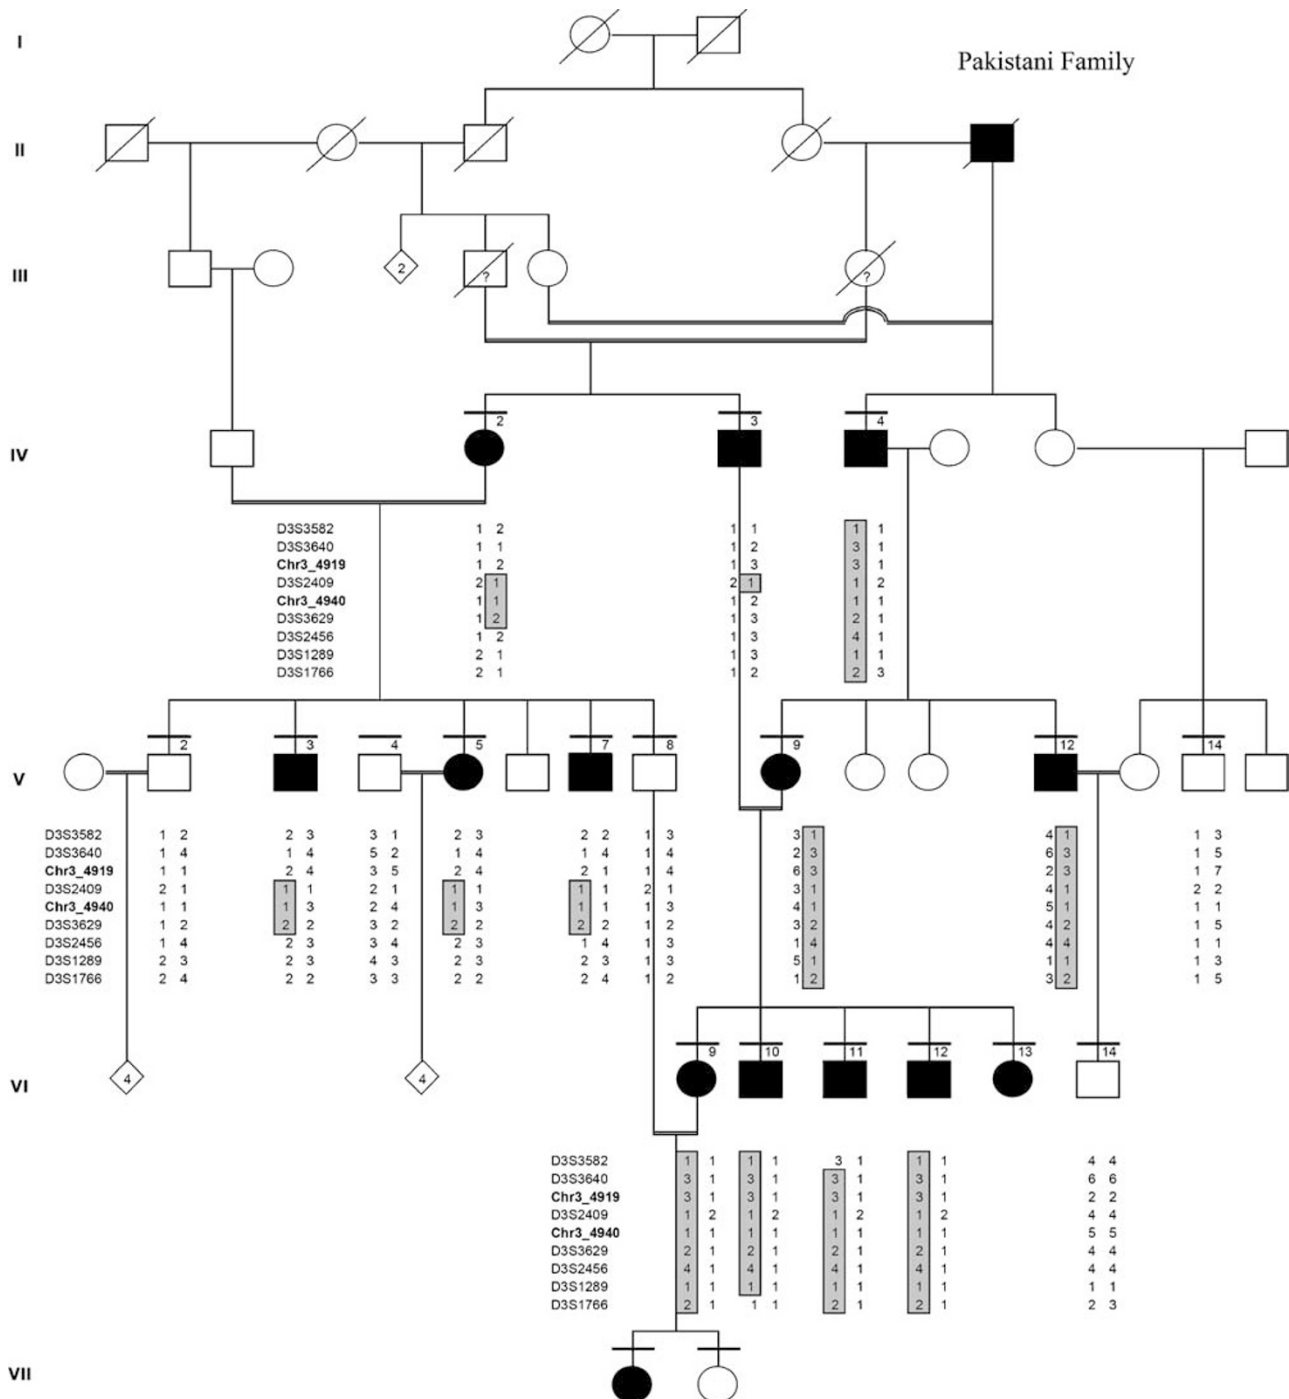 I
Pakistani Family
II
III
2
?
?
IV
2
3
4
D3S3582 1 2 1 1 1 1
D3S3640 1 1 1 2 3 1
Chr3_4919 1 2 1 3 3 1
D3S2409 2 1 2 1 1 2
Chr3_4940 1 1 1 2 1 1
D3S3629 1 2 1 3 2 1
D3S2456 1 2 1 3 4 1
D3S1289 2 1 1 3 1 1
D3S1766 2 1 1 2 2 3
V
2
3
4
5
7
8
9
12
14
D3S3582 1 2 2 3 3 1 2 3 2 2 1 3 3 1 4 1 1 3
D3S3640 1 4 1 4 5 2 1 4 1 4 1 4 2 3 6 3 1 5
Chr3_4919 1 1 2 4 3 5 2 4 2 1 1 4 6 3 2 3 1 7
D3S2409 2 1 1 1 2 1 1 1 1 1 2 1 3 1 4 1 2 2
Chr3_4940 1 1 1 3 2 4 1 3 1 1 1 3 4 1 5 1 1 1
D3S3629 1 2 2 2 3 2 2 2 2 2 1 2 3 2 4 2 1 5
D3S2456 1 4 2 3 3 4 2 3 1 4 1 3 1 4 4 4 1 1
D3S1289 2 3 2 3 4 3 2 3 2 3 1 3 5 1 1 1 1 3
D3S1766 2 4 2 2 3 3 2 2 2 4 1 2 1 2 3 2 1 5
VI
4
4
9
10
11
12
13
14
D3S3582 1 1 1 1 3 1 1 1 4 4
D3S3640 3 1 3 1 3 1 3 1 6 6
Chr3_4919 3 1 3 1 3 1 3 1 2 2
D3S2409 1 2 1 2 1 2 1 2 4 4
Chr3_4940 1 1 1 1 1 1 1 1 5 5
D3S3629 2 1 2 1 2 1 2 1 4 4
D3S2456 4 1 4 1 4 1 4 1 4 4
D3S1289 1 1 1 1 1 1 1 1 1 1
D3S1766 2 1 1 1 2 1 2 1 2 3
VII